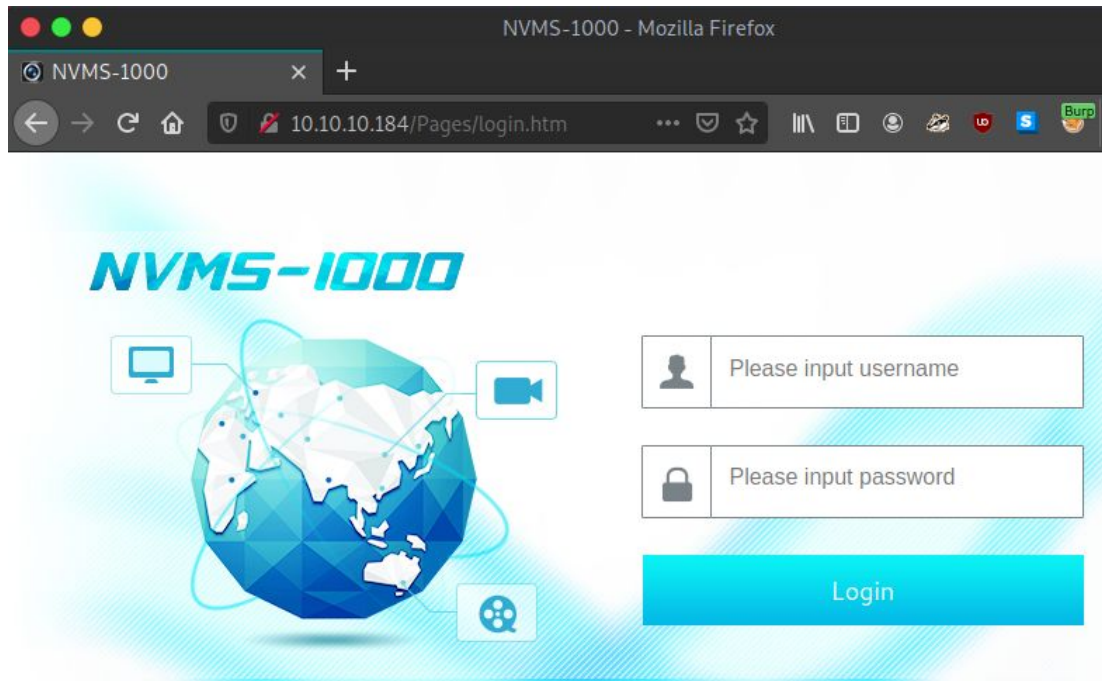 NVMS-1000 - Mozilla Firefox
NVMS-1000
10.10.10.184/Pages/login.htm
Burp
UD
S
NVMS-1000
Please input username
Please input password
Login